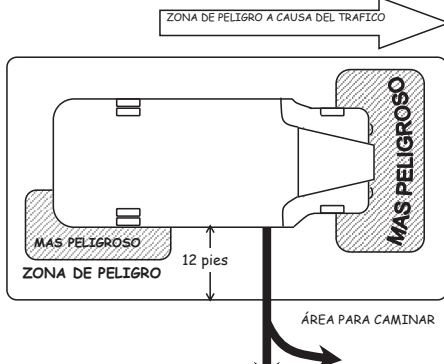 ZONA DE PELIGRO A CAUSA DEL TRAFICO
MAS PELIGROSO
MAS PELIGROSO
ZONA DE PELIGRO
12 pies
ÁREA PARA CAMINAR